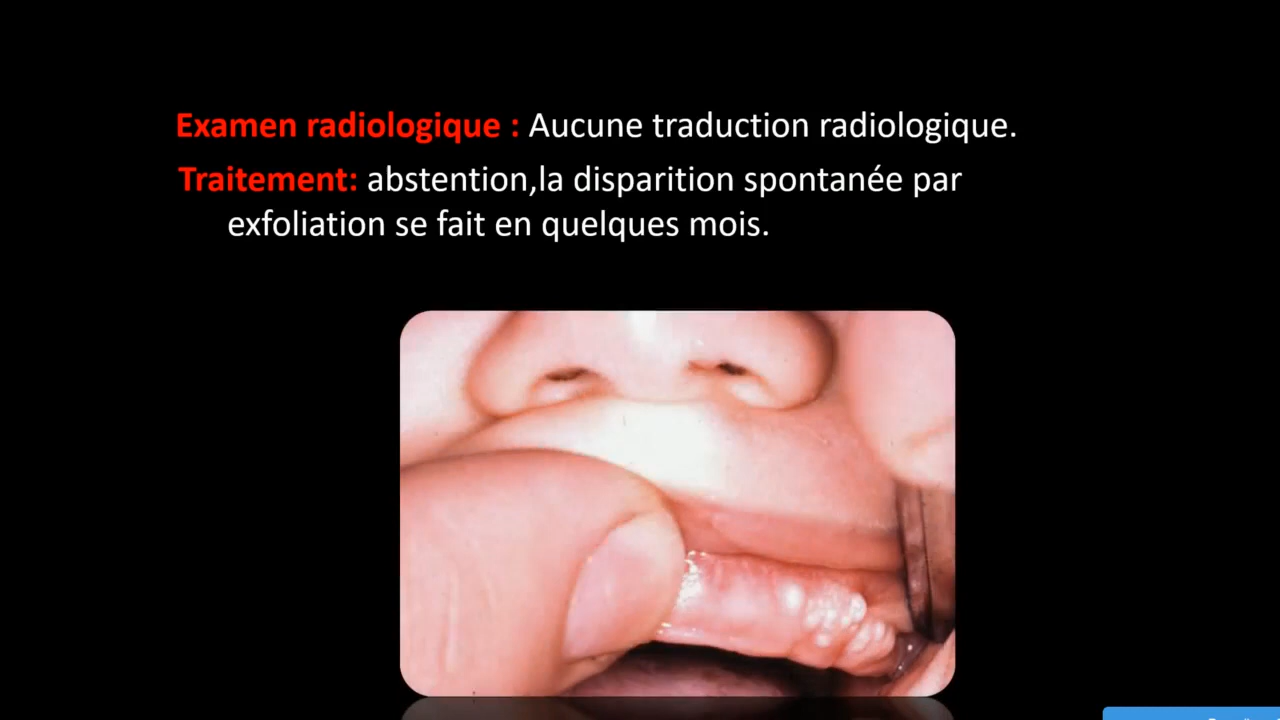 Examen radiologique : Aucune traduction radiologique.
Traitement: abstention,la disparition spontanée par
exfoliation se fait en quelques mois.